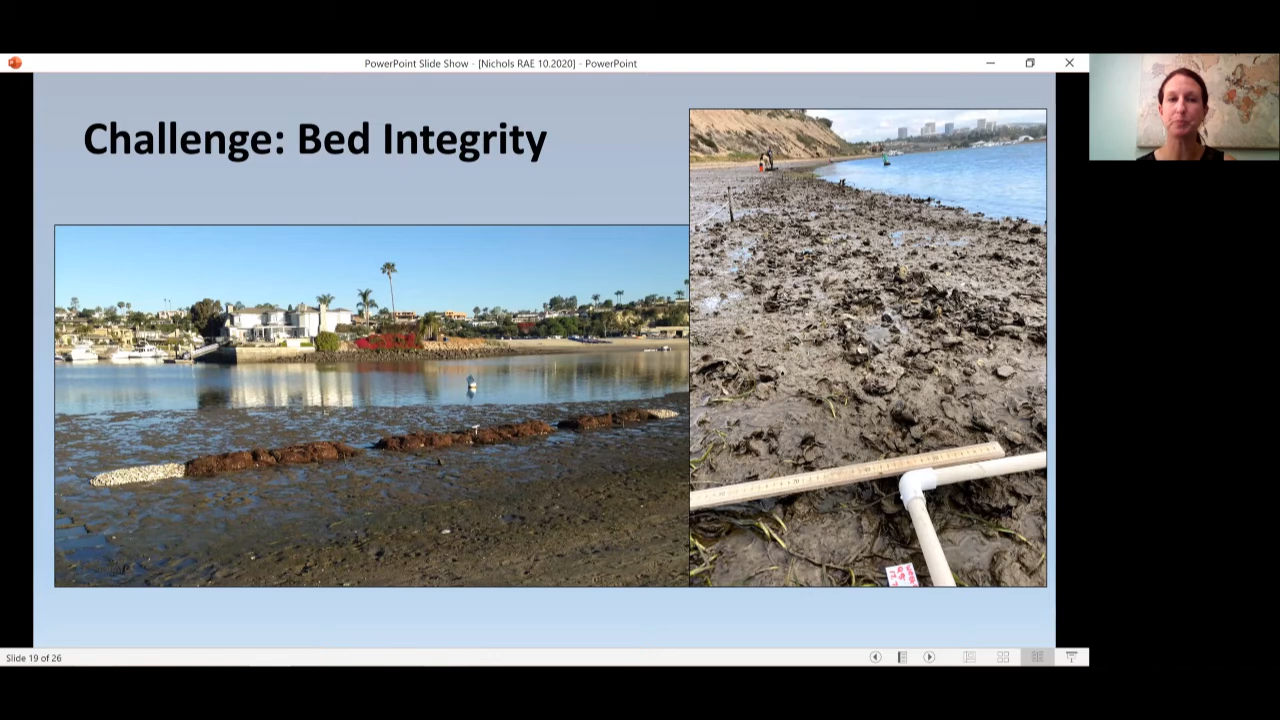 PowerPoint Slide Show - [Nichols RAE 10.2020] - PowerPoint
Challenge: Bed Integrity
Slide 19 of 26